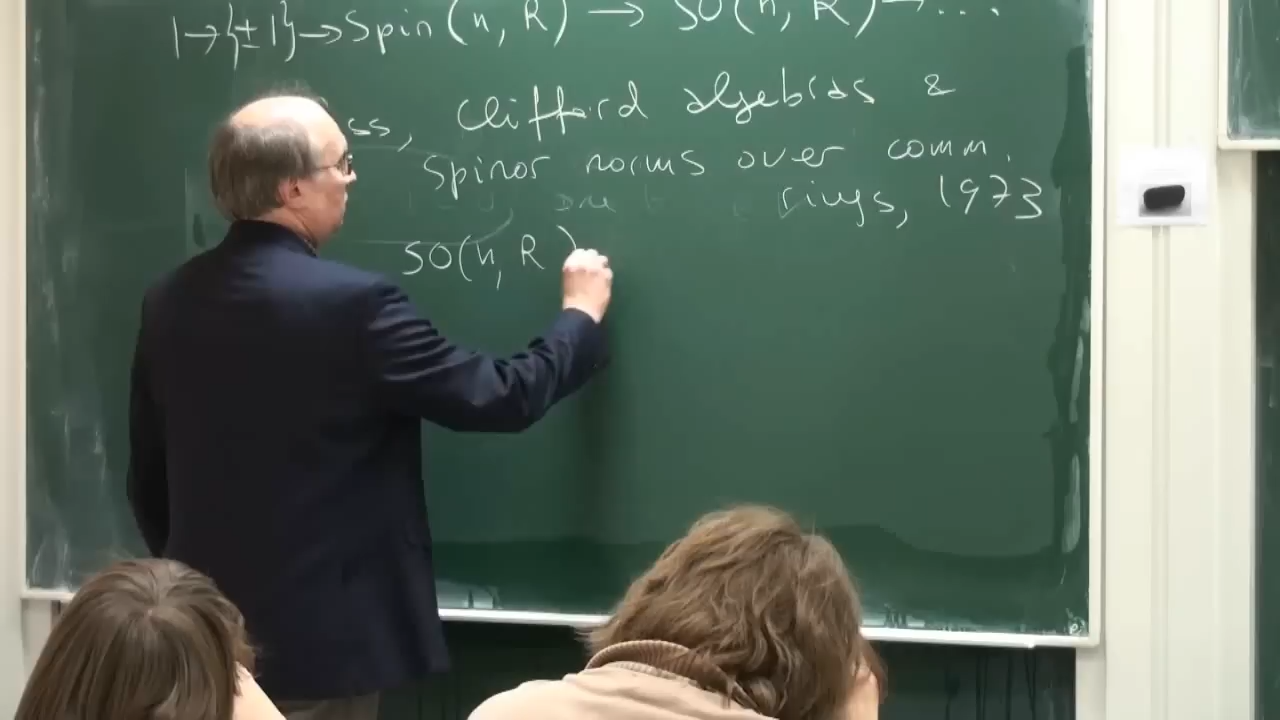 1→{±1}→Spin(n, R) → SO(n, R)→...
ss, Clifford algebras &
spinor norms over comm.
rings, 1973
SO(n, R)